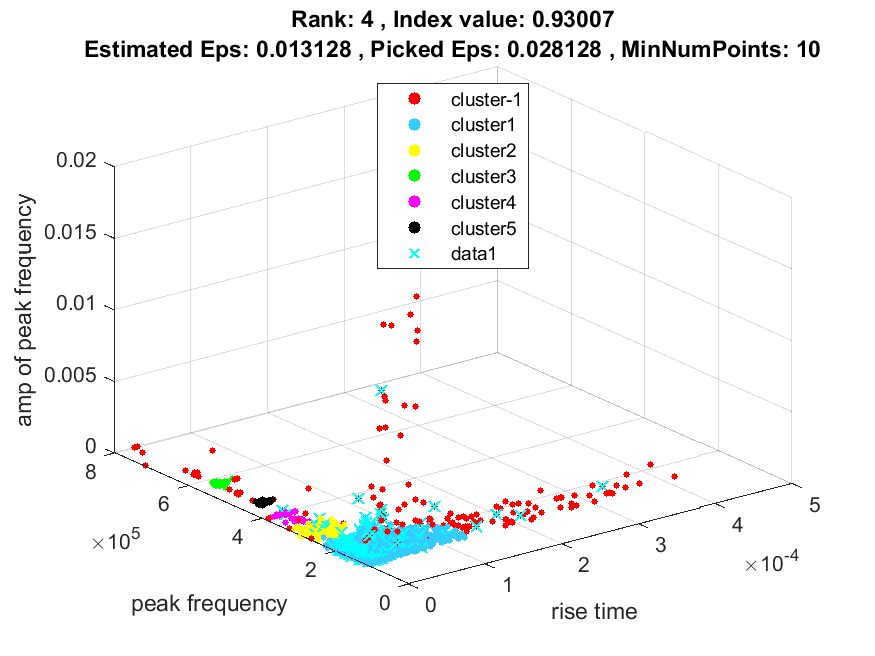 Rank: 4 , Index value: 0.93007
Estimated Eps: 0.013128 , Picked Eps: 0.028128 , MinNumPoints: 10
cluster-1
cluster1
cluster2
cluster3
cluster4
cluster5
data1
amp of peak frequency
0.02
0.015
0.01
0.005
0
8
6
4
2
0
×10^5
peak frequency
0
1
2
3
4
5
×10^-4
rise time